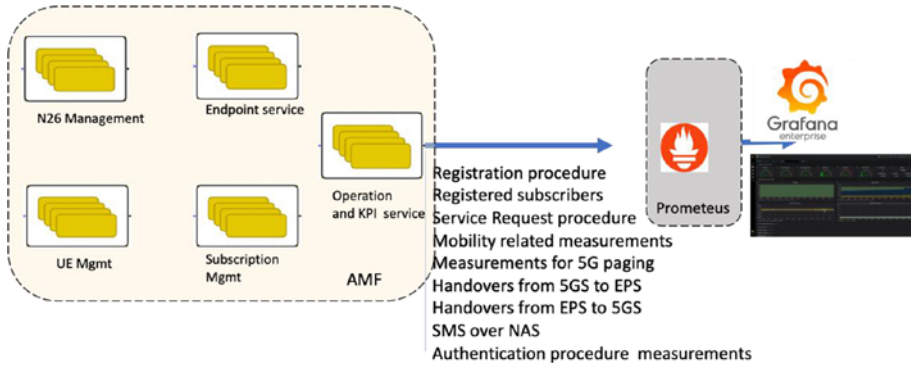 N26 Management
Endpoint service
Operation
and KPI service
UE Mgmt
Subscription
Mgmt
AMF
Registration procedure
Registered subscribers
Service Request procedure
Mobility related measurements
Measurements for 5G paging
Handovers from 5GS to EPS
Handovers from EPS to 5GS
SMS over NAS
Authentication procedure measurements
Prometeus
Grafana
enterprise